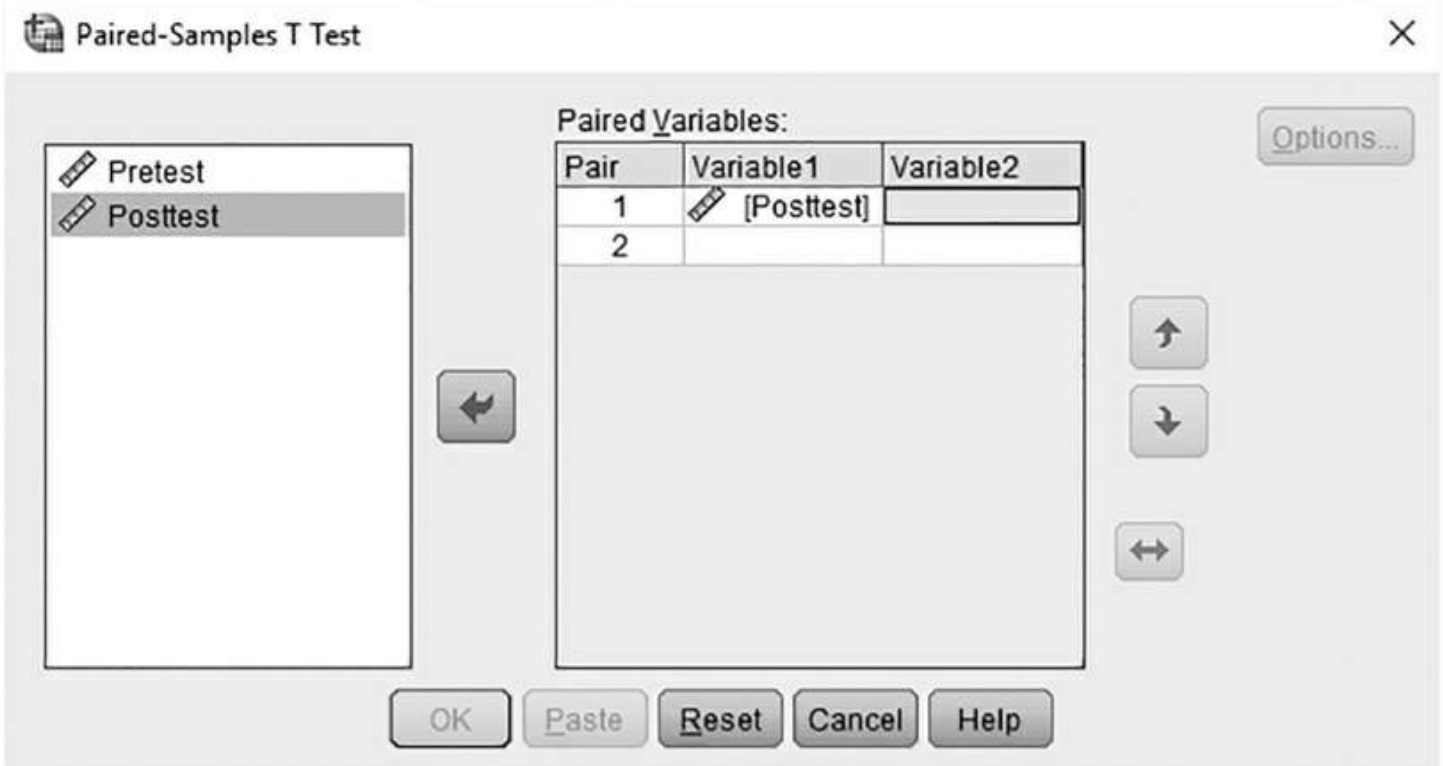 Paired-Samples T Test
Paired Variables:
Options...
Pretest
Posttest
Pair Variable1 Variable2
1 [Posttest]
2
OK Paste Reset Cancel Help